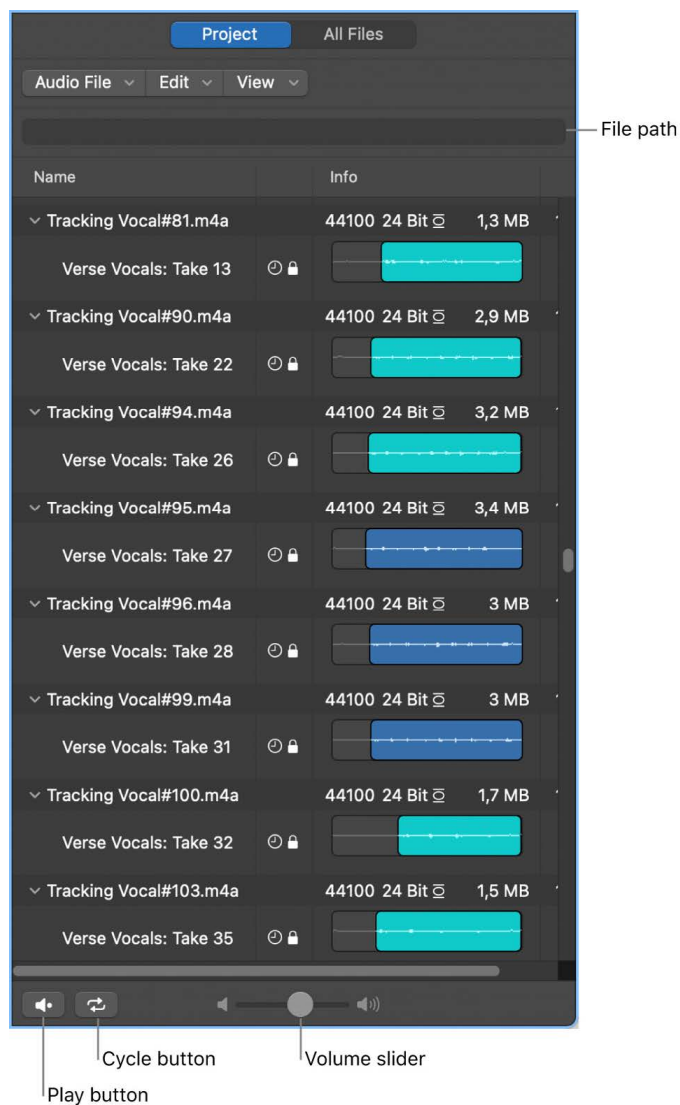 Project All Files
Audio File Edit View
File path
Name Info
Tracking Vocal#81.m4a 44100 24 Bit 1,3 MB
Verse Vocals: Take 13
Tracking Vocal#90.m4a 44100 24 Bit 2,9 MB
Verse Vocals: Take 22
Tracking Vocal#94.m4a 44100 24 Bit 3,2 MB
Verse Vocals: Take 26
Tracking Vocal#95.m4a 44100 24 Bit 3,4 MB
Verse Vocals: Take 27
Tracking Vocal#96.m4a 44100 24 Bit 3 MB
Verse Vocals: Take 28
Tracking Vocal#99.m4a 44100 24 Bit 3 MB
Verse Vocals: Take 31
Tracking Vocal#100.m4a 44100 24 Bit 1,7 MB
Verse Vocals: Take 32
Tracking Vocal#103.m4a 44100 24 Bit 1,5 MB
Verse Vocals: Take 35
Cycle button Volume slider
Play button